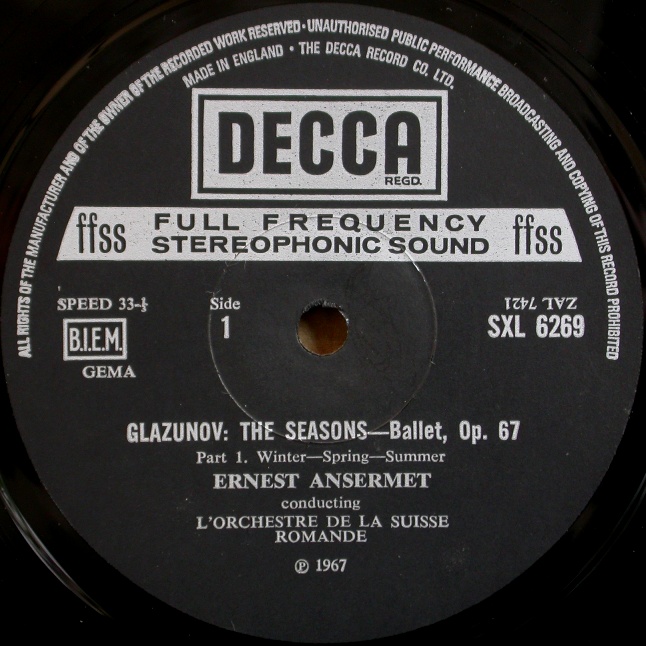 ALL RIGHTS OF THE MANUFACTURER AND OF THE OWNER OF THE RECORDED WORK RESERVED · UNAUTHORISED PUBLIC PERFORMANCE BROADCASTING AND COPYING OF THIS RECORD PROHIBITED
MADE IN ENGLAND · THE DECCA RECORD CO. LTD.
DECCA
REGD.
ffss FULL FREQUENCY STEREOPHONIC SOUND ffss
SPEED 33-⅓
B.I.E.M.
GEMA
Side
1
ZAL 7421
SXL 6269
GLAZUNOV: THE SEASONS—Ballet, Op. 67
Part 1. Winter—Spring—Summer
ERNEST ANSERMET
conducting
L'ORCHESTRE DE LA SUISSE
ROMANDE
℗ 1967